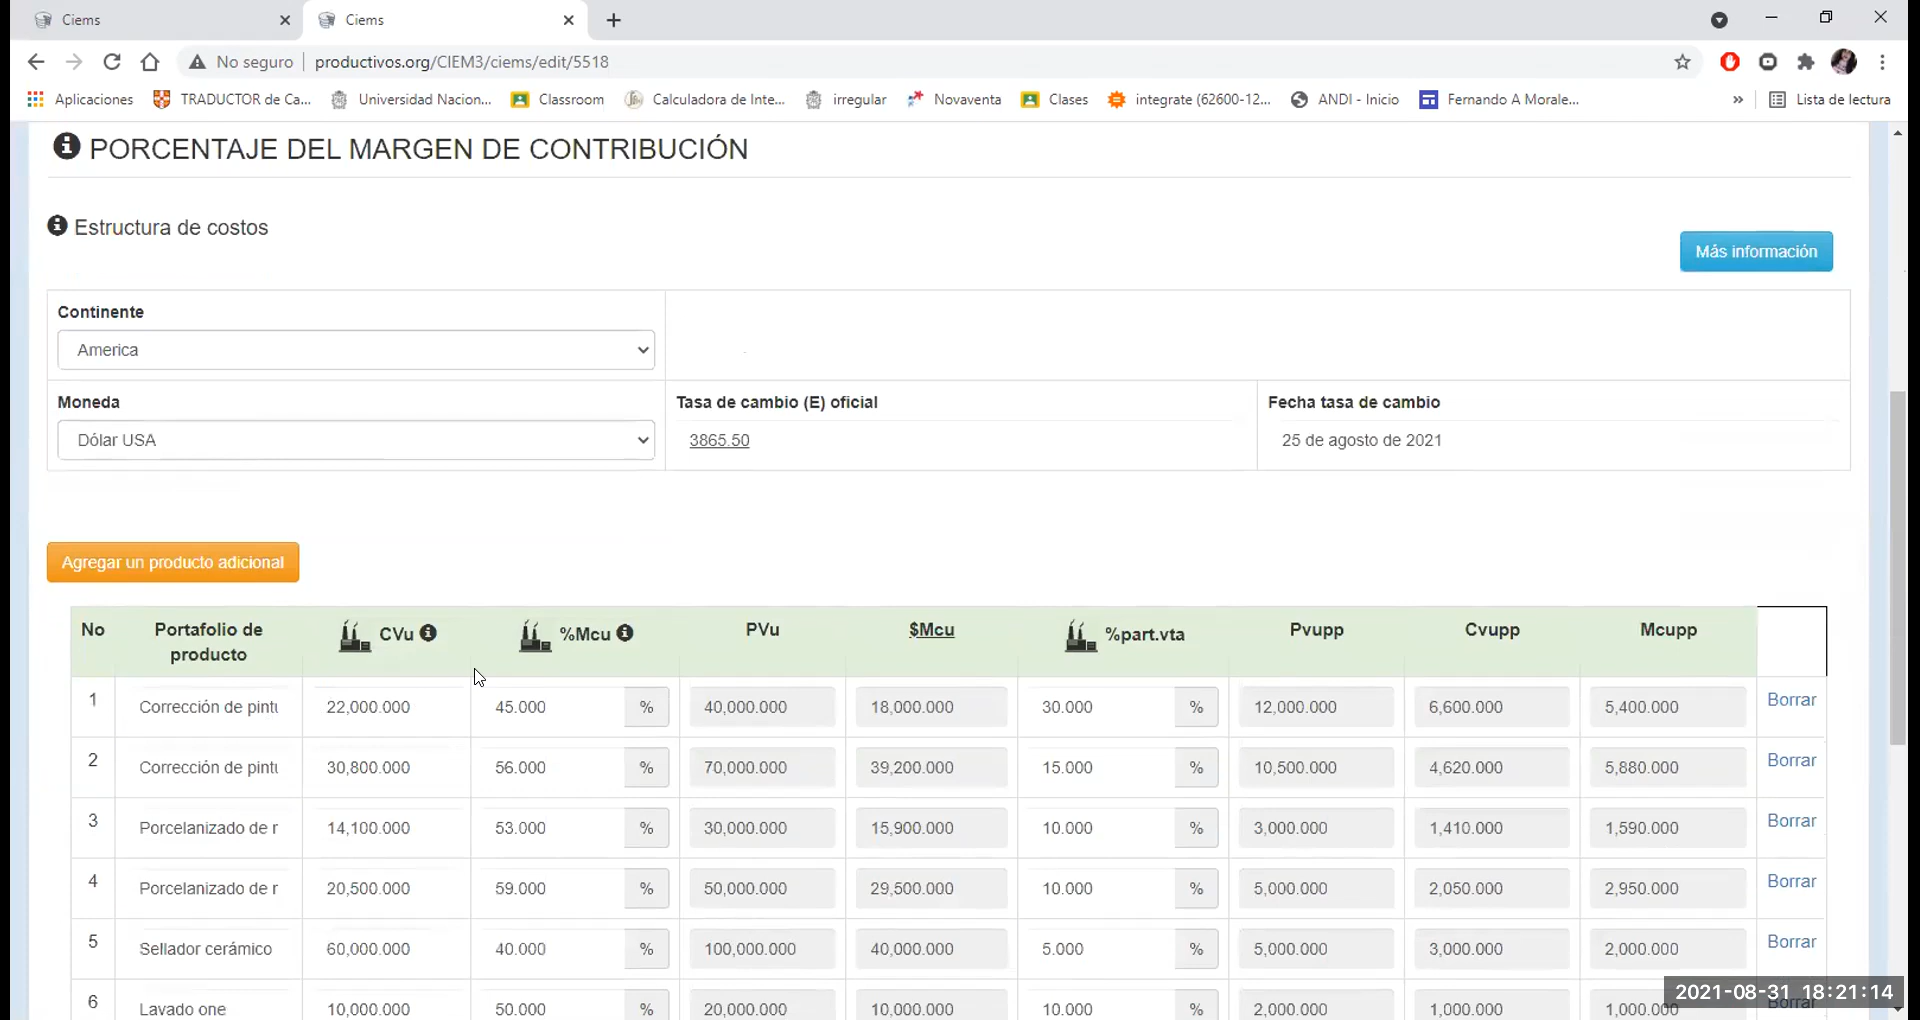 Ciems
Ciems
No seguro | productivos.org/CIEM3/ciems/edit/5518
Aplicaciones TRADUCTOR de Ca... Universidad Nacion... Classroom Calculadora de Inte... irregular Novaventa Clases integrate (62600-12... ANDI - Inicio Fernando A Morale... » Lista de lectura
PORCENTAJE DEL MARGEN DE CONTRIBUCIÓN
Estructura de costos
Más información
Continente
America
Moneda Tasa de cambio (E) oficial Fecha tasa de cambio
Dólar USA 3865.50 25 de agosto de 2021
Agregar un producto adicional
No Portafolio de producto CVu %Mcu PVu $Mcu %part.vta Pvupp Cvupp Mcupp
1 Corrección de pintu 22,000.000 45.000 % 40,000.000 18,000.000 30.000 % 12,000.000 6,600.000 5,400.000 Borrar
2 Corrección de pintu 30,800.000 56.000 % 70,000.000 39,200.000 15.000 % 10,500.000 4,620.000 5,880.000 Borrar
3 Porcelanizado de r 14,100.000 53.000 % 30,000.000 15,900.000 10.000 % 3,000.000 1,410.000 1,590.000 Borrar
4 Porcelanizado de r 20,500.000 59.000 % 50,000.000 29,500.000 10.000 % 5,000.000 2,050.000 2,950.000 Borrar
5 Sellador cerámico 60,000.000 40.000 % 100,000.000 40,000.000 5.000 % 5,000.000 3,000.000 2,000.000 Borrar
6 Lavado one 10,000.000 50.000 % 20,000.000 10,000.000 10.000 % 2,000.000 1,000.000 1,000.000 Borrar
2021-08-31 18:21:14